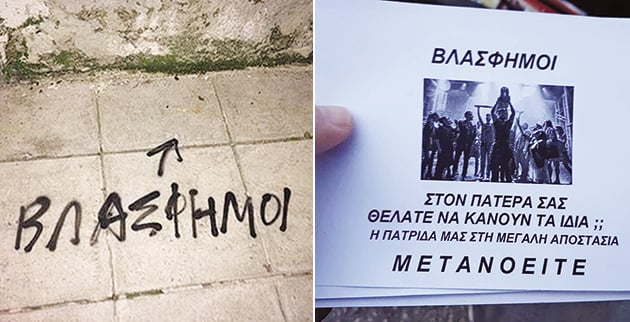 ΒΛΑΣΦΗΜΟΙ
ΒΛΑΣΦΗΜΟΙ
ΣΤΟΝ ΠΑΤΕΡΑ ΣΑΣ
ΘΕΛΑΤΕ ΝΑ ΚΑΝΟΥΝ ΤΑ ΙΔΙΑ ;;
Η ΠΑΤΡΙΔΑ ΜΑΣ ΣΤΗ ΜΕΓΑΛΗ ΑΠΟΣΤΑΣΙΑ
ΜΕΤΑΝΟΕΙΤΕ